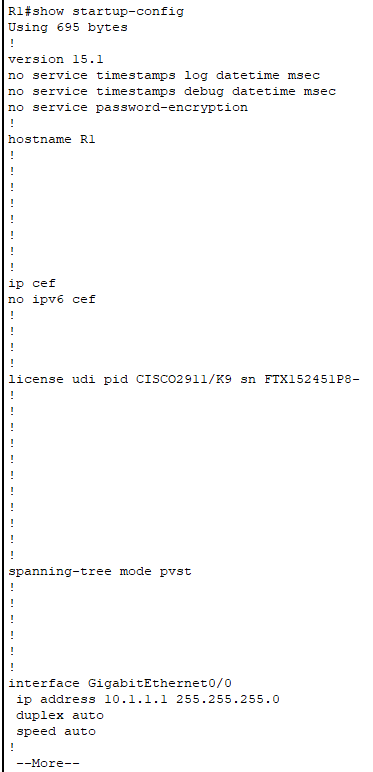 R1#show startup-config
Using 695 bytes
!
version 15.1
no service timestamps log datetime msec
no service timestamps debug datetime msec
no service password-encryption
!
hostname R1
!
!
!
!
!
!
!
!
ip cef
no ipv6 cef
!
!
!
!
license udi pid CISCO2911/K9 sn FTX152451P8-
!
!
!
!
!
!
!
!
!
!
!
spanning-tree mode pvst
!
!
!
!
!
!
interface GigabitEthernet0/0
 ip address 10.1.1.1 255.255.255.0
 duplex auto
 speed auto
!
 --More--